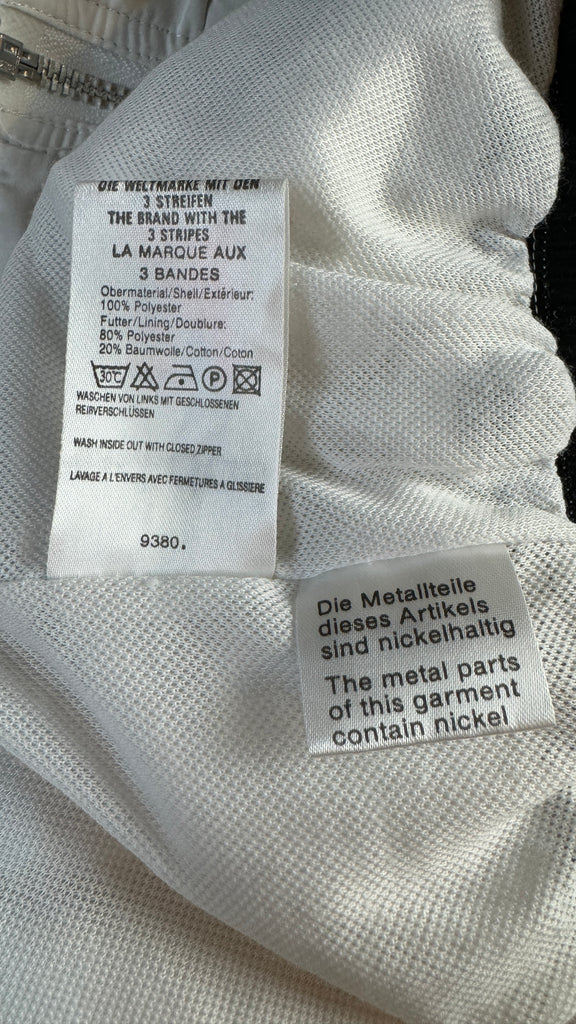 DIE WELTMARKE MIT DEN
3 STREIFEN
THE BRAND WITH THE
3 STRIPES
LA MARQUE AUX
3 BANDES
Obermaterial/Shell/Extérieur:
100% Polyester
Futter/Lining/Doublure:
80% Polyester
20% Baumwolle/Cotton/Coton
30°C P
WASCHEN VON LINKS MIT GESCHLOSSENEN
REIßVERSCHLÜSSEN
WASH INSIDE OUT WITH CLOSED ZIPPER
LAVAGE A L'ENVERS AVEC FERMETURES A GLISSIERE
9380.
Die Metallteile
dieses Artikels
sind nickelhaltig
The metal parts
of this garment
contain nickel